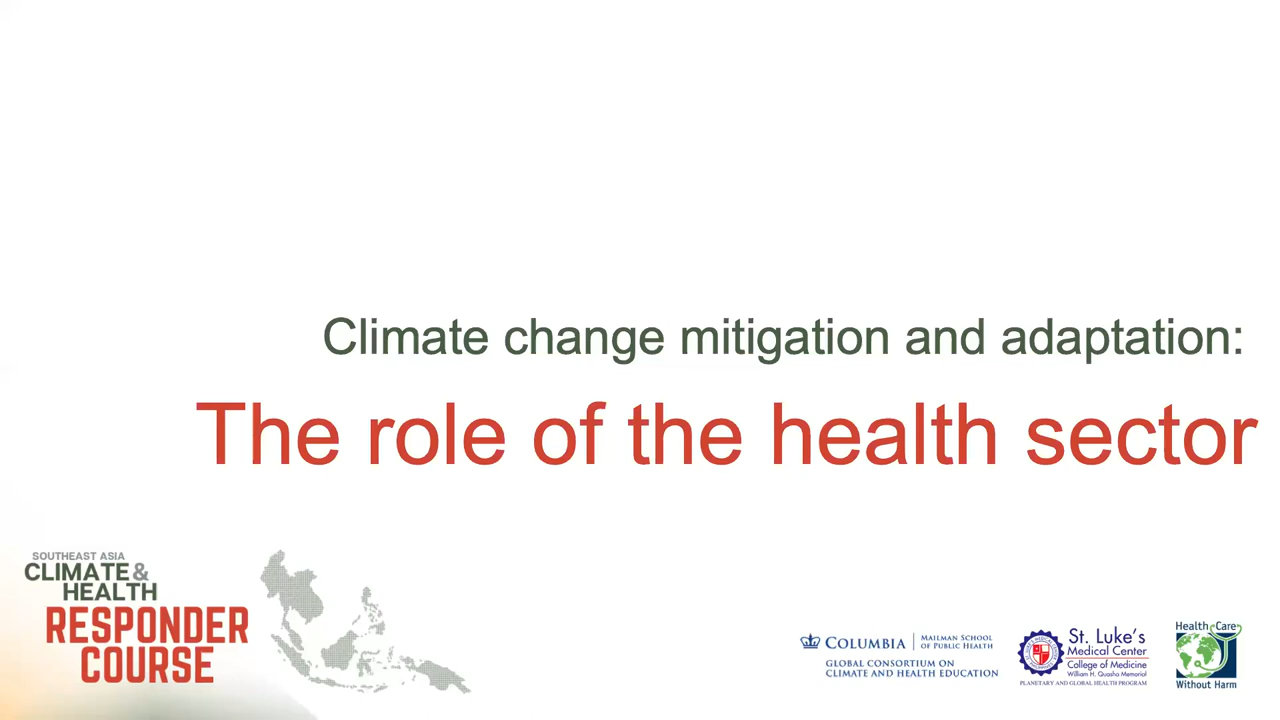 Climate change mitigation and adaptation:
The role of the health sector
SOUTHEAST ASIA
CLIMATE&
HEALTH
RESPONDER
COURSE
COLUMBIA
MAILMAN SCHOOL
OF PUBLIC HEALTH
GLOBAL CONSORTIUM ON
CLIMATE AND HEALTH EDUCATION
St. Luke's
Medical Center
College of Medicine
William H. Quasha Memorial
PLANETARY AND GLOBAL HEALTH PROGRAM
Health Care
Without Harm